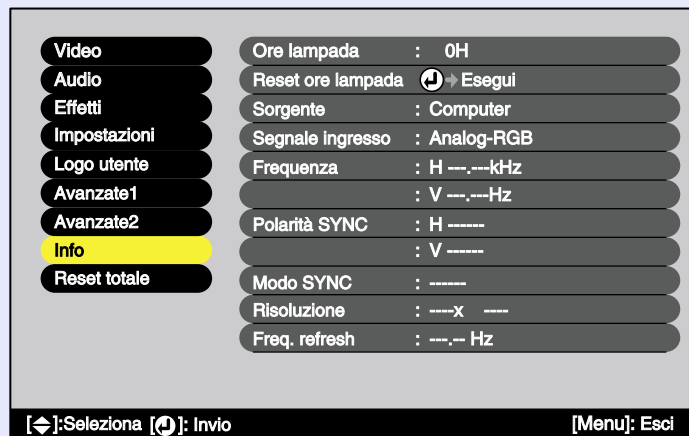 Video
Audio
Effetti
Impostazioni
Logo utente
Avanzate1
Avanzate2
Info
Reset totale
Ore lampada : 0H
Reset ore lampada Esegui
Sorgente : Computer
Segnale ingresso : Analog-RGB
Frequenza : H ---.---kHz
: V ---.---Hz
Polarità SYNC : H ------
: V ------
Modo SYNC : ------
Risoluzione : ----x ----
Freq. refresh : ---.-- Hz
[]:Seleziona []: Invio [Menu]: Esci